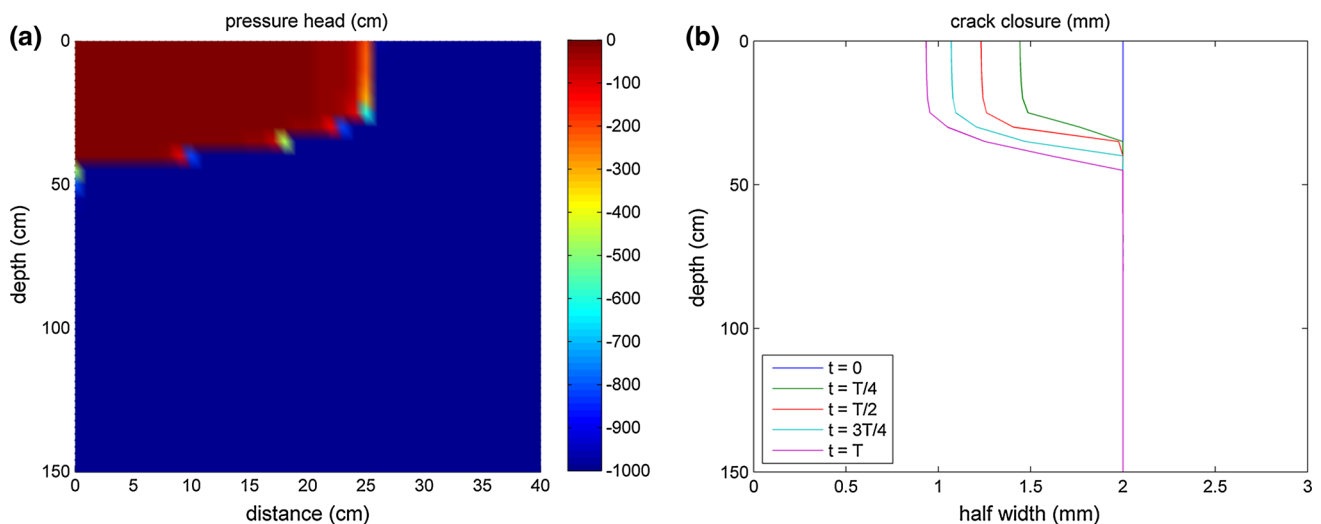 (a)
pressure head (cm)
0
50
100
150
depth (cm)
0 5 10 15 20 25 30 35 40
distance (cm)
0
-100
-200
-300
-400
-500
-600
-700
-800
-900
-1000
(b)
crack closure (mm)
0
50
100
150
depth (cm)
t = 0
t = T/4
t = T/2
t = 3T/4
t = T
0 0.5 1 1.5 2 2.5 3
half width (mm)